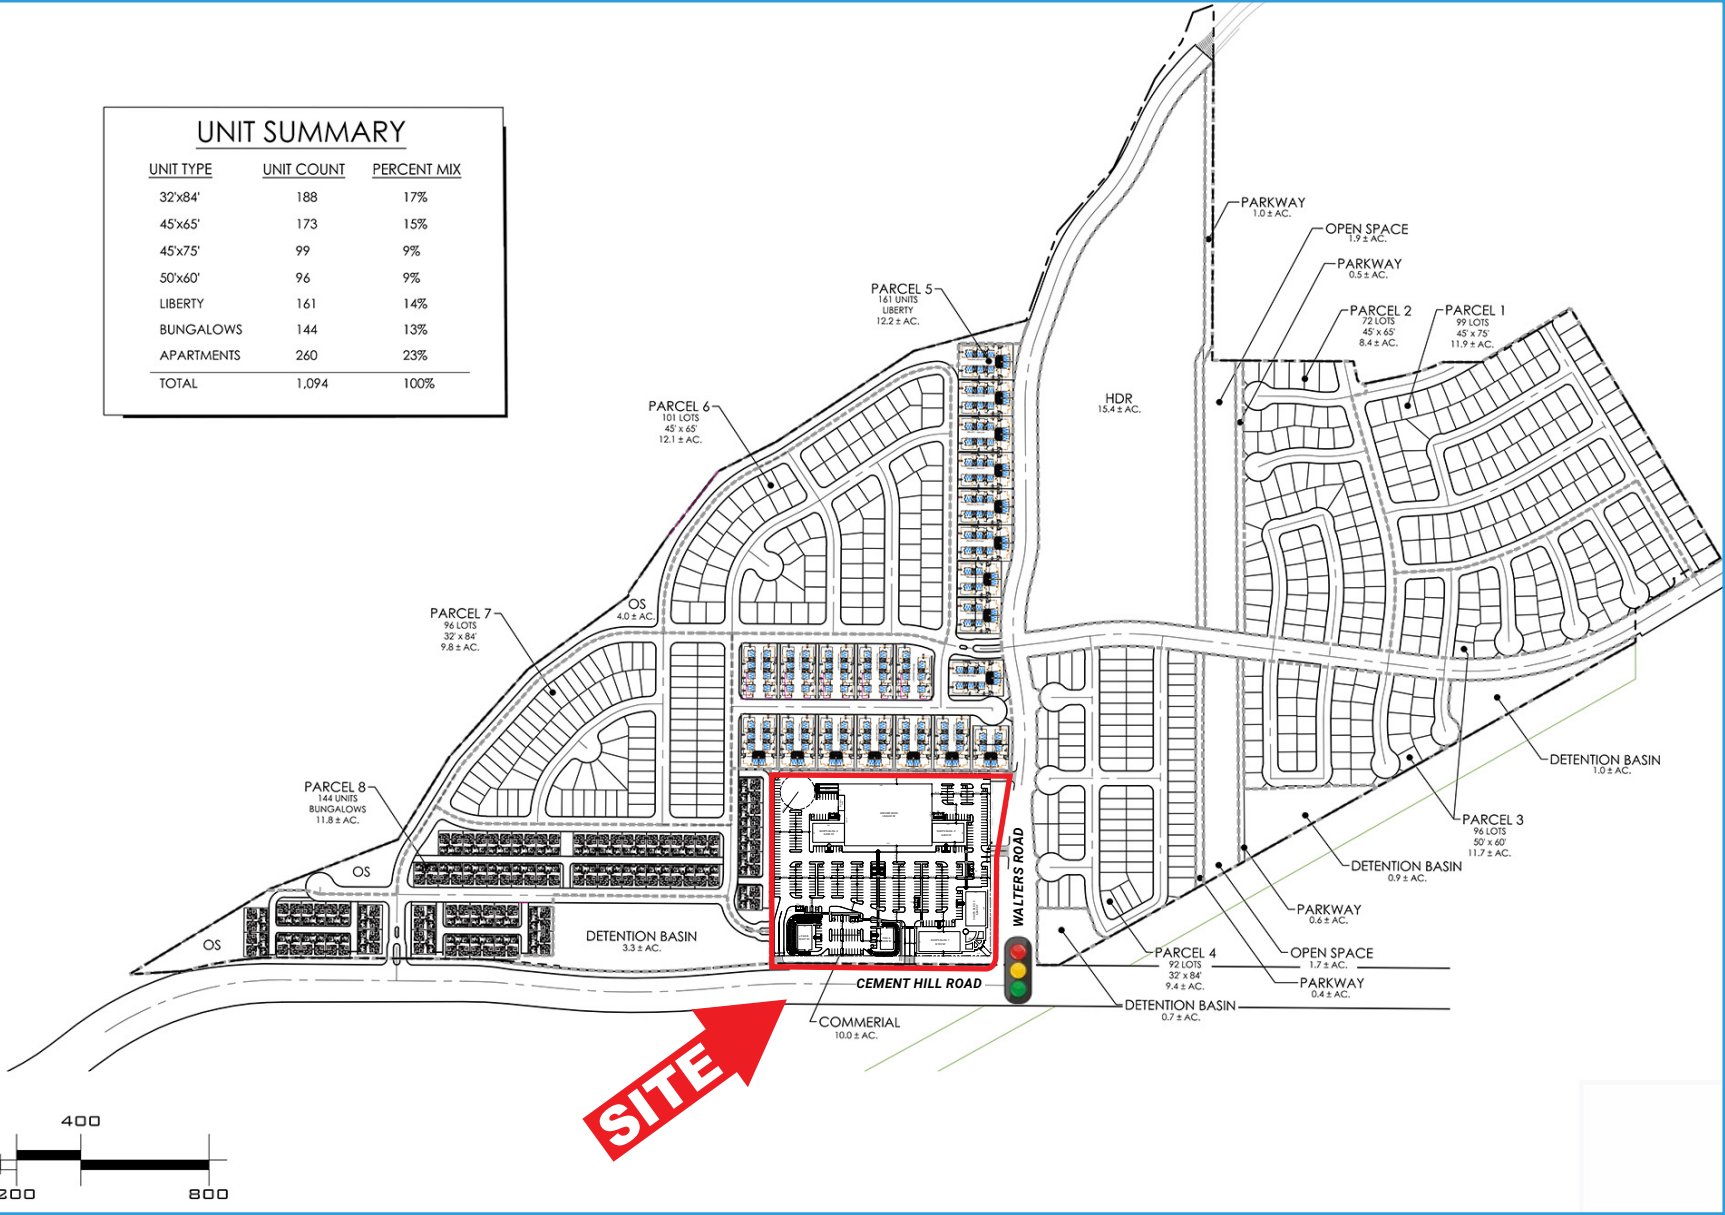 UNIT SUMMARY
UNIT TYPE UNIT COUNT PERCENT MIX
32'x84' 188 17%
45'x65' 173 15%
45'x75' 99 9%
50'x60' 96 9%
LIBERTY 161 14%
BUNGALOWS 144 13%
APARTMENTS 260 23%
TOTAL 1,094 100%
PARKWAY
1.0 ± AC.
OPEN SPACE
1.9 ± AC.
PARKWAY
0.5 ± AC.
PARCEL 5
161 UNITS
LIBERTY
12.2 ± AC.
PARCEL 2
72 LOTS
45' x 65'
8.4 ± AC.
PARCEL 1
99 LOTS
45' x 75'
11.9 ± AC.
HDR
15.4 ± AC.
PARCEL 6
101 LOTS
45' x 65'
12.1 ± AC.
OS
4.0 ± AC.
PARCEL 7
96 LOTS
32' x 84'
9.8 ± AC.
PARCEL 8
144 UNITS
BUNGALOWS
11.8 ± AC.
DETENTION BASIN
1.0 ± AC.
PARCEL 3
96 LOTS
50' x 60'
11.7 ± AC.
DETENTION BASIN
0.9 ± AC.
OS
OS
WALTERS ROAD
PARKWAY
0.6 ± AC.
DETENTION BASIN
3.3 ± AC.
PARCEL 4
92 LOTS
32' x 84'
9.4 ± AC.
OPEN SPACE
1.7 ± AC.
PARKWAY
0.4 ± AC.
CEMENT HILL ROAD
DETENTION BASIN
0.7 ± AC.
COMMERIAL
10.0 ± AC.
SITE
400
200 800